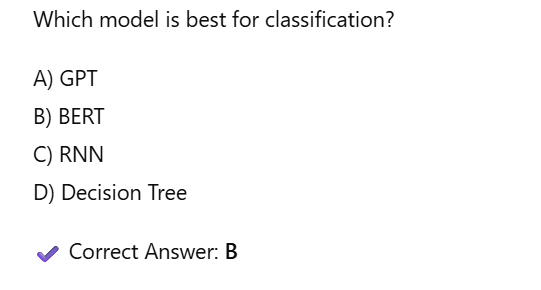 Which model is best for classification?
A) GPT
B) BERT
C) RNN
D) Decision Tree
Correct Answer: B